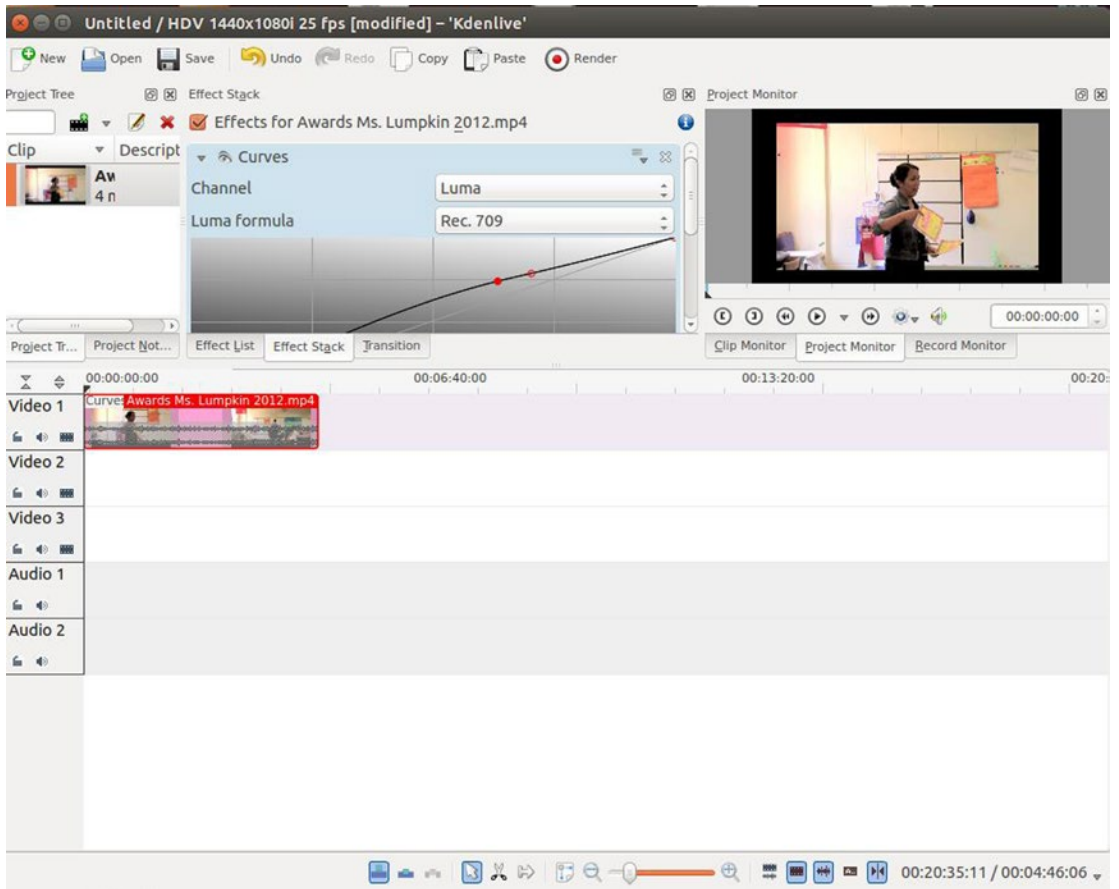 Untitled / HDV 1440x1080i 25 fps [modified] – 'Kdenlive'
New Open Save Undo Redo Copy Paste Render
Project Tree Effect Stack Project Monitor
Effects for Awards Ms. Lumpkin 2012.mp4
Clip Descript
Curves
Aw
4 n
Channel Luma
Luma formula Rec. 709
00:00:00:00
Project Tr... Project Not... Effect List Effect Stack Transition Clip Monitor Project Monitor Record Monitor
00:00:00:00 00:06:40:00 00:13:20:00 00:20:
Video 1
Curves Awards Ms. Lumpkin 2012.mp4
Video 2
Video 3
Audio 1
Audio 2
00:20:35:11 / 00:04:46:06